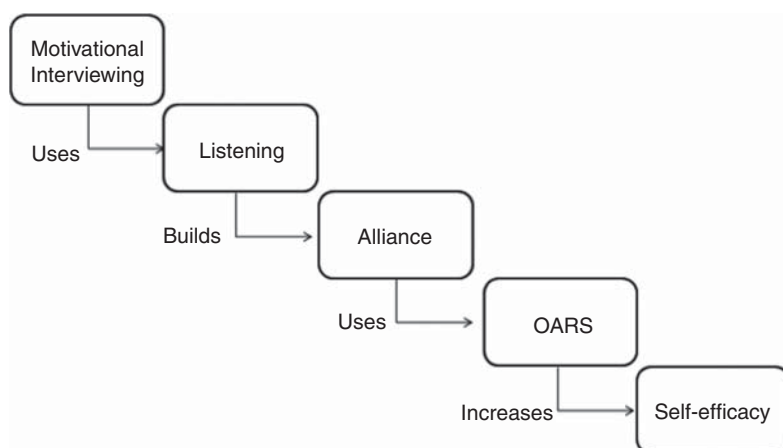 Motivational
Interviewing
Uses
Listening
Builds
Alliance
Uses
OARS
Increases
Self-efficacy